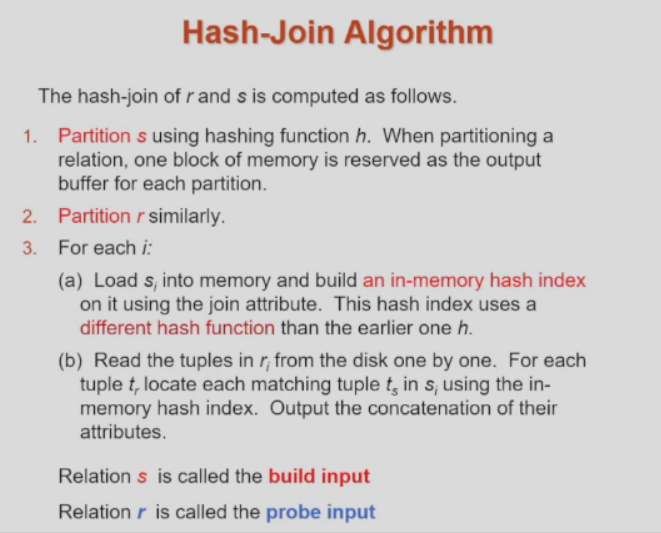 Hash-Join Algorithm
The hash-join of r and s is computed as follows.
1. Partition s using hashing function h. When partitioning a
relation, one block of memory is reserved as the output
buffer for each partition.
2. Partition r similarly.
3. For each i:
(a) Load si into memory and build an in-memory hash index
on it using the join attribute. This hash index uses a
different hash function than the earlier one h.
(b) Read the tuples in ri from the disk one by one. For each
tuple tr locate each matching tuple ts in si using the in-
memory hash index. Output the concatenation of their
attributes.
Relation s is called the build input
Relation r is called the probe input